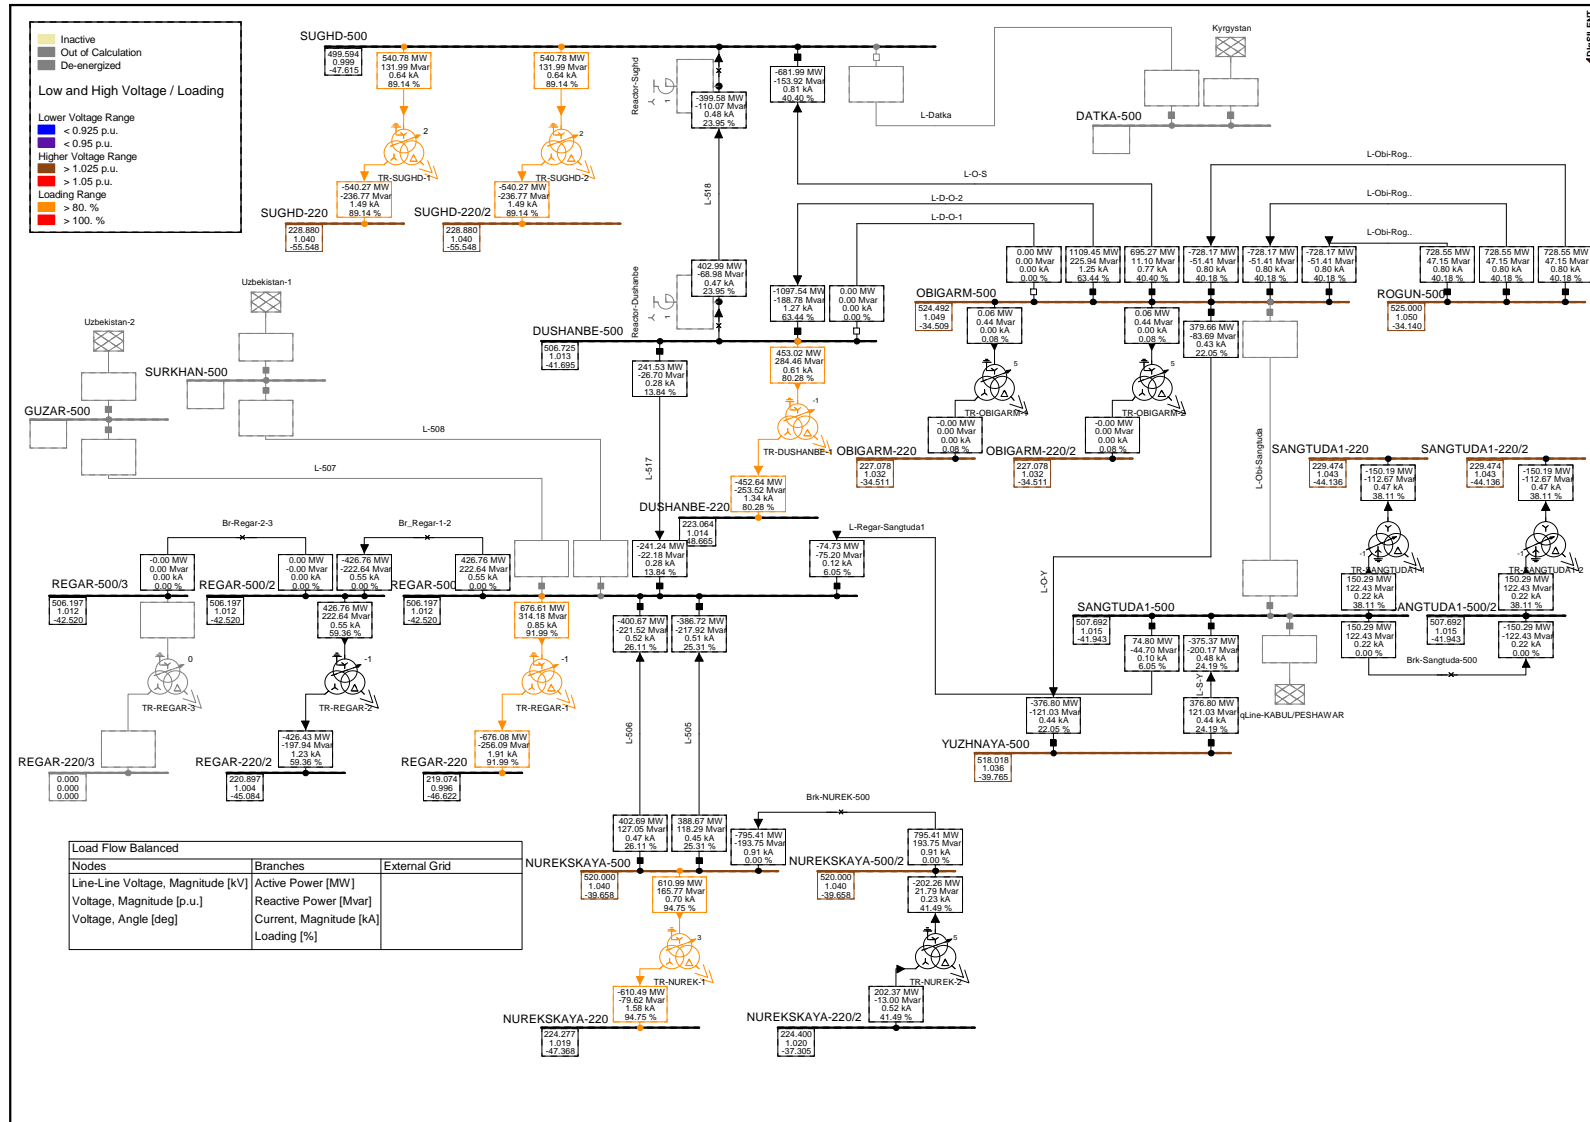 Inactive
Out of Calculation
De-energized
Low and High Voltage / Loading
Lower Voltage Range
< 0.925 p.u.
< 0.95 p.u.
Higher Voltage Range
> 1.025 p.u.
> 1.05 p.u.
Loading Range
> 80. %
> 100. %
SUGHD-500
499.594
0.999
-47.615
540.78 MW
131.99 Mvar
0.64 kA
89.14 %
540.78 MW
131.99 Mvar
0.64 kA
89.14 %
2
2
TR-SUGHD-1
TR-SUGHD-2
-540.27 MW
-236.77 Mvar
1.49 kA
89.14 %
-540.27 MW
-236.77 Mvar
1.49 kA
89.14 %
SUGHD-220
228.880
1.040
-55.548
SUGHD-220/2
228.880
1.040
-55.548
Reactor-Sughd
1
-399.58 MW
-110.07 Mvar
0.48 kA
23.95 %
-681.99 MW
-153.92 Mvar
0.81 kA
40.40 %
L-Datka
Kyrgystan
DATKA-500
L-518
L-O-S
L-D-O-2
L-D-O-1
L-Obi-Rog..
L-Obi-Rog..
L-Obi-Rog..
Reactor-Dushanbe
1
402.99 MW
-68.98 Mvar
0.47 kA
23.95 %
-1097.54 MW
-188.78 Mvar
1.27 kA
63.44 %
0.00 MW
0.00 Mvar
0.00 kA
0.00 %
0.00 MW
0.00 Mvar
0.00 kA
0.00 %
1109.45 MW
225.94 Mvar
1.25 kA
63.44 %
695.27 MW
11.10 Mvar
0.77 kA
40.40 %
-728.17 MW
-51.41 Mvar
0.80 kA
40.18 %
-728.17 MW
-51.41 Mvar
0.80 kA
40.18 %
-728.17 MW
-51.41 Mvar
0.80 kA
40.18 %
728.55 MW
47.15 Mvar
0.80 kA
40.18 %
728.55 MW
47.15 Mvar
0.80 kA
40.18 %
728.55 MW
47.15 Mvar
0.80 kA
40.18 %
OBIGARM-500
524.492
1.049
-34.509
ROGUN-500
525.000
1.050
-34.140
Uzbekistan-1
Uzbekistan-2
SURKHAN-500
GUZAR-500
L-508
L-507
DUSHANBE-500
506.725
1.013
-41.695
241.53 MW
-26.70 Mvar
0.28 kA
13.84 %
453.02 MW
284.46 Mvar
0.61 kA
80.28 %
-1
TR-DUSHANBE-1
-452.64 MW
-253.52 Mvar
1.34 kA
80.28 %
DUSHANBE-220
223.064
1.014
L-517
0.06 MW
0.44 Mvar
0.00 kA
0.08 %
0.06 MW
0.44 Mvar
0.00 kA
0.08 %
379.66 MW
-83.69 Mvar
0.43 kA
22.05 %
5
5
TR-OBIGARM-2
-0.00 MW
0.00 Mvar
0.00 kA
0.08 %
-0.00 MW
0.00 Mvar
0.00 kA
0.08 %
OBIGARM-220
227.078
1.032
-34.511
OBIGARM-220/2
227.078
1.032
-34.511
L-Obi-Sangtuda
SANGTUDA1-220
229.474
1.043
-44.136
SANGTUDA1-220/2
229.474
1.043
-44.136
-150.19 MW
-112.67 Mvar
0.47 kA
38.11 %
-150.19 MW
-112.67 Mvar
0.47 kA
38.11 %
-1
-1
150.29 MW
122.43 Mvar
0.22 kA
38.11 %
150.29 MW
122.43 Mvar
0.22 kA
38.11 %
Br-Regar-2-3
Br_Regar-1-2
L-Regar-Sangtuda1
-0.00 MW
-0.00 Mvar
0.00 kA
0.00 %
0.00 MW
-0.00 Mvar
0.00 kA
0.00 %
-426.76 MW
-222.64 Mvar
0.55 kA
0.00 %
426.76 MW
222.64 Mvar
0.55 kA
0.00 %
-241.24 MW
-22.18 Mvar
0.28 kA
13.84 %
-74.73 MW
-75.20 Mvar
0.12 kA
6.05 %
REGAR-500/3
506.197
1.012
-42.520
REGAR-500/2
506.197
1.012
-42.520
REGAR-500
506.197
1.012
-42.520
426.76 MW
222.64 Mvar
0.55 kA
59.36 %
676.61 MW
314.18 Mvar
0.85 kA
91.99 %
-400.67 MW
-221.52 Mvar
0.52 kA
26.11 %
-386.72 MW
-217.92 Mvar
0.51 kA
25.31 %
0
-1
-1
TR-REGAR-3
TR-REGAR-2
TR-REGAR-1
-426.43 MW
-197.94 Mvar
1.23 kA
59.36 %
-676.08 MW
-256.09 Mvar
1.91 kA
91.99 %
REGAR-220/3
0.000
0.000
0.000
REGAR-220/2
220.897
1.004
-45.084
REGAR-220
219.074
0.996
-46.622
L-506
L-505
L-O-Y
SANGTUDA1-500
507.692
1.015
-41.943
74.80 MW
-44.70 Mvar
0.10 kA
6.05 %
-375.37 MW
-200.17 Mvar
0.48 kA
24.19 %
150.29 MW
122.43 Mvar
0.22 kA
0.00 %
SANGTUDA1-500/2
507.692
1.015
-41.943
-150.29 MW
-122.43 Mvar
0.22 kA
0.00 %
Brk-Sangtuda-500
L-S-Y
-376.80 MW
-121.03 Mvar
0.44 kA
22.05 %
376.80 MW
121.03 Mvar
0.44 kA
24.19 %
qLine-KABUL/PESHAWAR
YUZHNAYA-500
518.018
1.036
-39.765
Brk-NUREK-500
402.69 MW
127.05 Mvar
0.47 kA
26.11 %
388.67 MW
118.29 Mvar
0.45 kA
25.31 %
-795.41 MW
-193.75 Mvar
0.91 kA
0.00 %
795.41 MW
193.75 Mvar
0.91 kA
0.00 %
NUREKSKAYA-500
520.000
1.040
-39.658
NUREKSKAYA-500/2
520.000
1.040
-39.658
610.99 MW
165.77 Mvar
0.70 kA
94.75 %
-202.26 MW
21.79 Mvar
0.23 kA
41.49 %
3
5
TR-NUREK-1
TR-NUREK-2
-610.49 MW
-79.62 Mvar
1.58 kA
94.75 %
202.37 MW
-13.00 Mvar
0.52 kA
41.49 %
NUREKSKAYA-220
224.277
1.019
-47.368
NUREKSKAYA-220/2
224.400
1.020
-37.305
Load Flow Balanced
Nodes Branches External Grid
Line-Line Voltage, Magnitude [kV] Active Power [MW]
Voltage, Magnitude [p.u.] Reactive Power [Mvar]
Voltage, Angle [deg] Current, Magnitude [kA]
Loading [%]